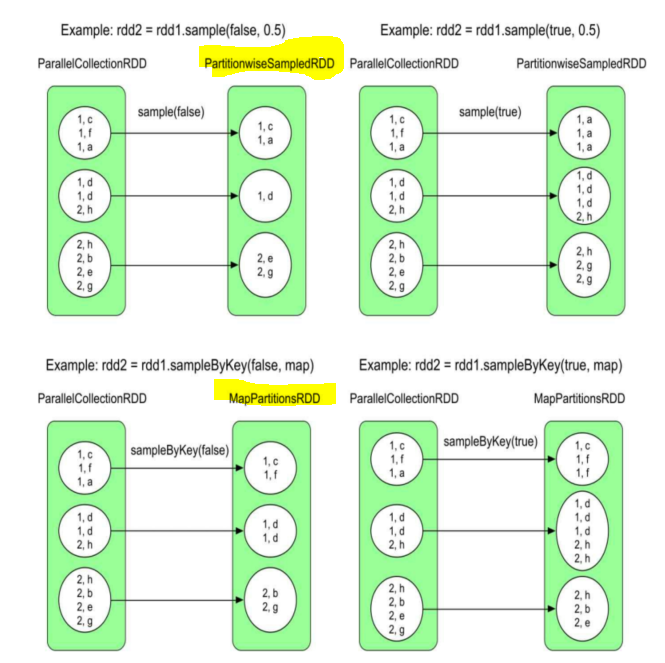 Example: rdd2 = rdd1.sample(false, 0.5)
ParallelCollectionRDD
PartitionwiseSampledRDD
sample(false)
1, c
1, f
1, a
1, c
1, a
1, d
1, d
2, h
1, d
2, h
2, b
2, e
2, g
2, e
2, g
Example: rdd2 = rdd1.sample(true, 0.5)
ParallelCollectionRDD
PartitionwiseSampledRDD
sample(true)
1, c
1, f
1, a
1, a
1, a
1, a
1, d
1, d
2, h
1, d
1, d
1, d
2, h
2, h
2, b
2, e
2, g
2, h
2, g
2, g
Example: rdd2 = rdd1.sampleByKey(false, map)
ParallelCollectionRDD
MapPartitionsRDD
sampleByKey(false)
1, c
1, f
1, a
1, c
1, f
1, d
1, d
2, h
1, d
1, d
2, h
2, b
2, e
2, g
2, b
2, g
Example: rdd2 = rdd1.sampleByKey(true, map)
ParallelCollectionRDD
MapPartitionsRDD
sampleByKey(true)
1, c
1, f
1, a
1, c
1, f
1, f
1, d
1, d
2, h
1, d
1, d
1, d
2, h
2, h
2, h
2, b
2, e
2, g
2, h
2, b
2, e